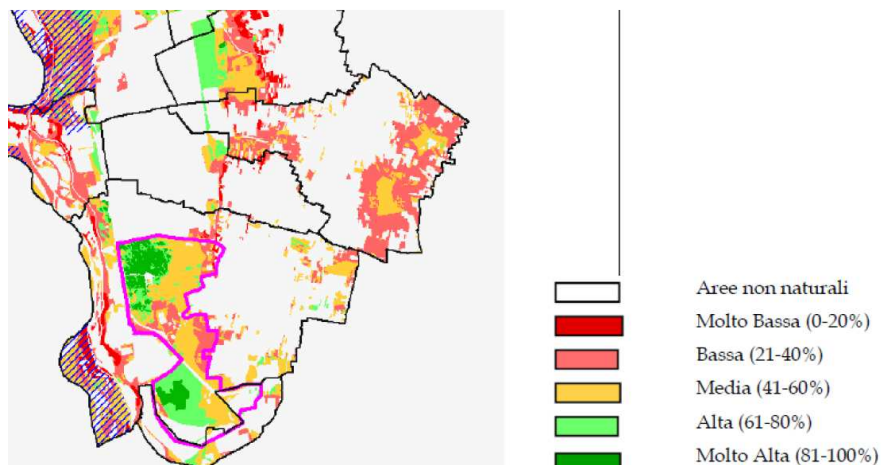 Aree non naturali
Molto Bassa (0-20%)
Bassa (21-40%)
Media (41-60%)
Alta (61-80%)
Molto Alta (81-100%)